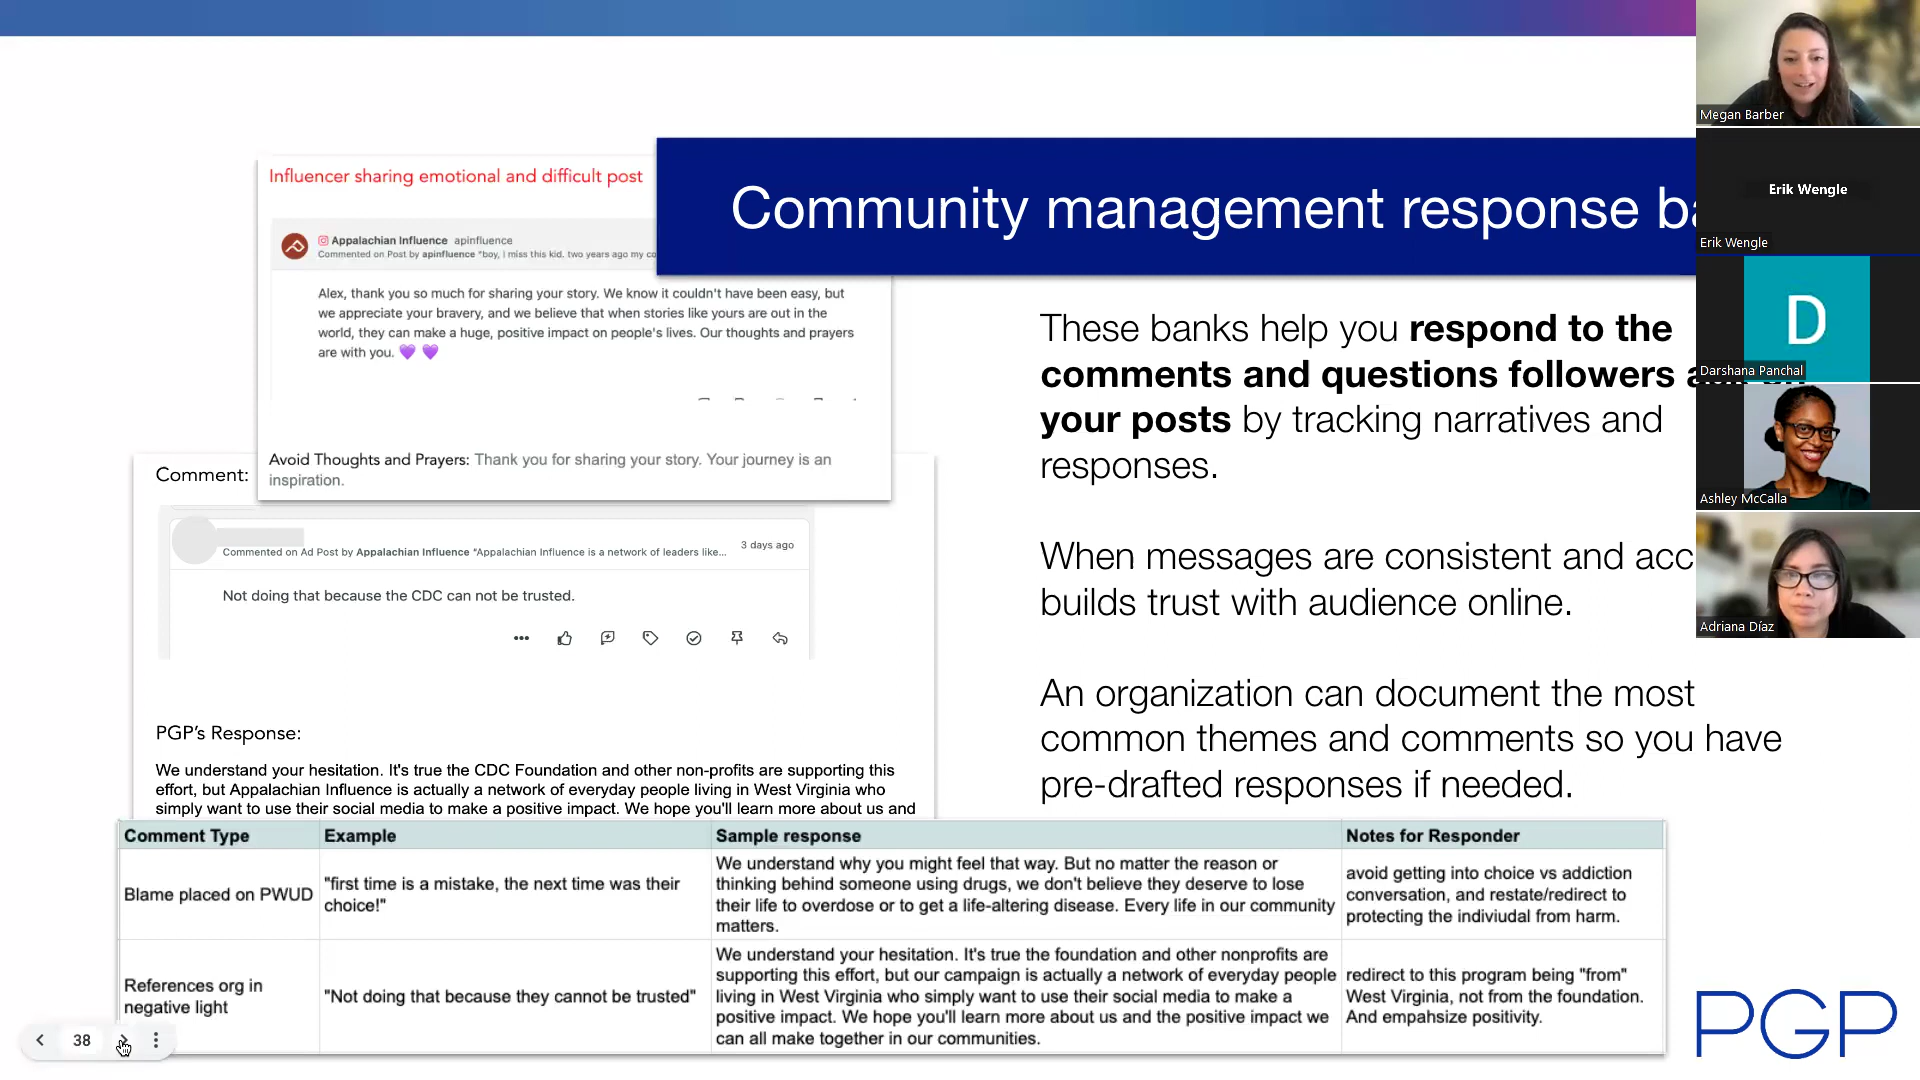 Influencer sharing emotional and difficult post
Community management response
Appalachian Influence apinfluence
Commented on Post by apinfluence "boy, i miss this kid. two years ago my co
Alex, thank you so much for sharing your story. We know it couldn't have been easy, but
we appreciate your bravery, and we believe that when stories like yours are out in the
world, they can make a huge, positive impact on people's lives. Our thoughts and prayers
are with you. 💜 💜
Avoid Thoughts and Prayers: Thank you for sharing your story. Your journey is an
inspiration.
Comment:
Commented on Ad Post by Appalachian Influence "Appalachian Influence is a network of leaders like...
3 days ago
Not doing that because the CDC can not be trusted.
PGP's Response:
We understand your hesitation. It's true the CDC Foundation and other non-profits are supporting this
effort, but Appalachian Influence is actually a network of everyday people living in West Virginia who
simply want to use their social media to make a positive impact. We hope you'll learn more about us and
These banks help you respond to the
comments and questions followers
your posts by tracking narratives and
responses.
When messages are consistent and acc
builds trust with audience online.
An organization can document the most
common themes and comments so you have
pre-drafted responses if needed.
Comment Type
Example
Sample response
Notes for Responder
Blame placed on PWUD
"first time is a mistake, the next time was their
choice!"
We understand why you might feel that way. But no matter the reason or
thinking behind someone using drugs, we don't believe they deserve to lose
their life to overdose or to get a life-altering disease. Every life in our community
matters.
avoid getting into choice vs addiction
conversation, and restate/redirect to
protecting the indiviudal from harm.
References org in
negative light
"Not doing that because they cannot be trusted"
We understand your hesitation. It's true the foundation and other nonprofits are
supporting this effort, but our campaign is actually a network of everyday people
living in West Virginia who simply want to use their social media to make a
positive impact. We hope you'll learn more about us and the positive impact we
can all make together in our communities.
redirect to this program being "from"
West Virginia, not from the foundation.
And empahsize positivity.
38
PGP
Megan Barber
Erik Wengle
Erik Wengle
D
Darshana Panchal
Ashley McCalla
Adriana Díaz